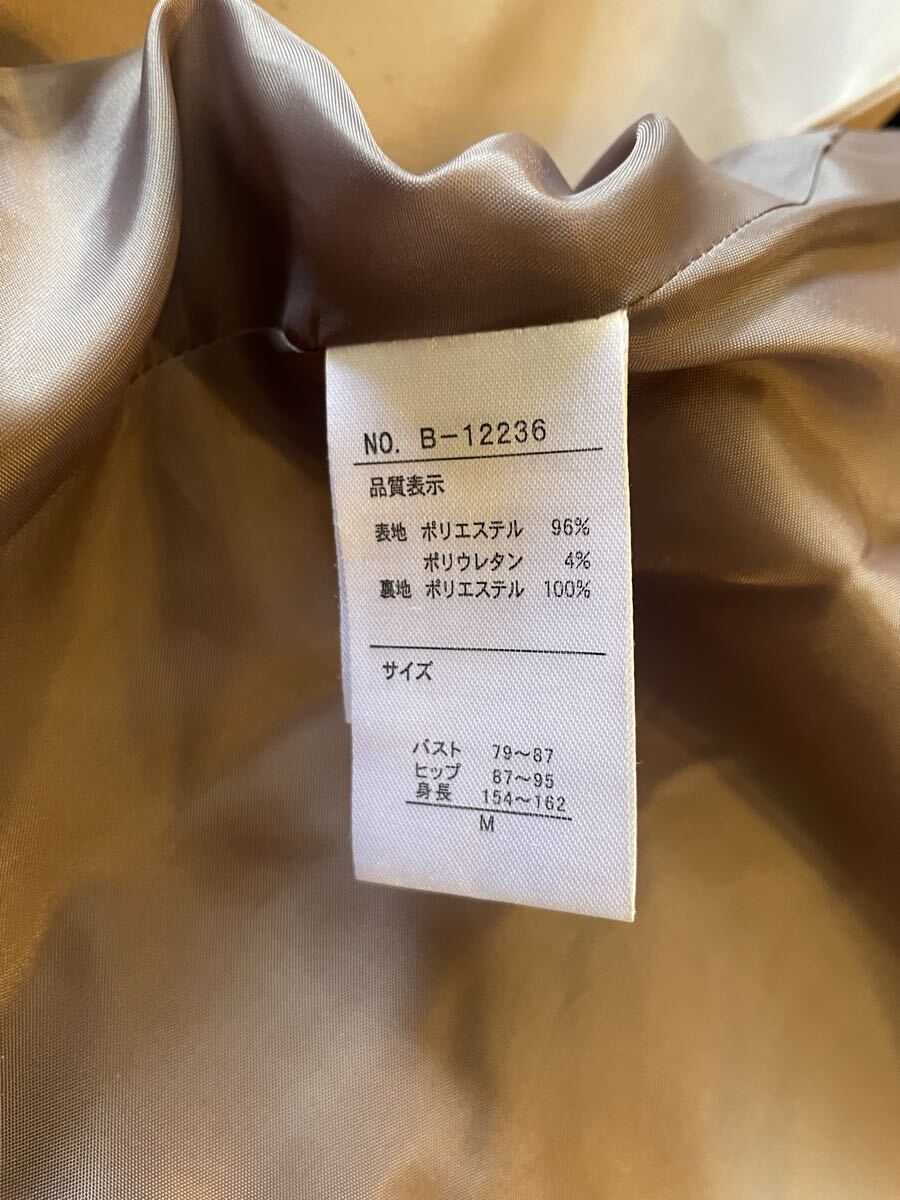 NO. B-12236
品質表示
表地 ポリエステル 96%
ポリウレタン 4%
裏地 ポリエステル 100%
サイズ
バスト 79〜87
ヒップ 87〜95
身長 154〜162
M